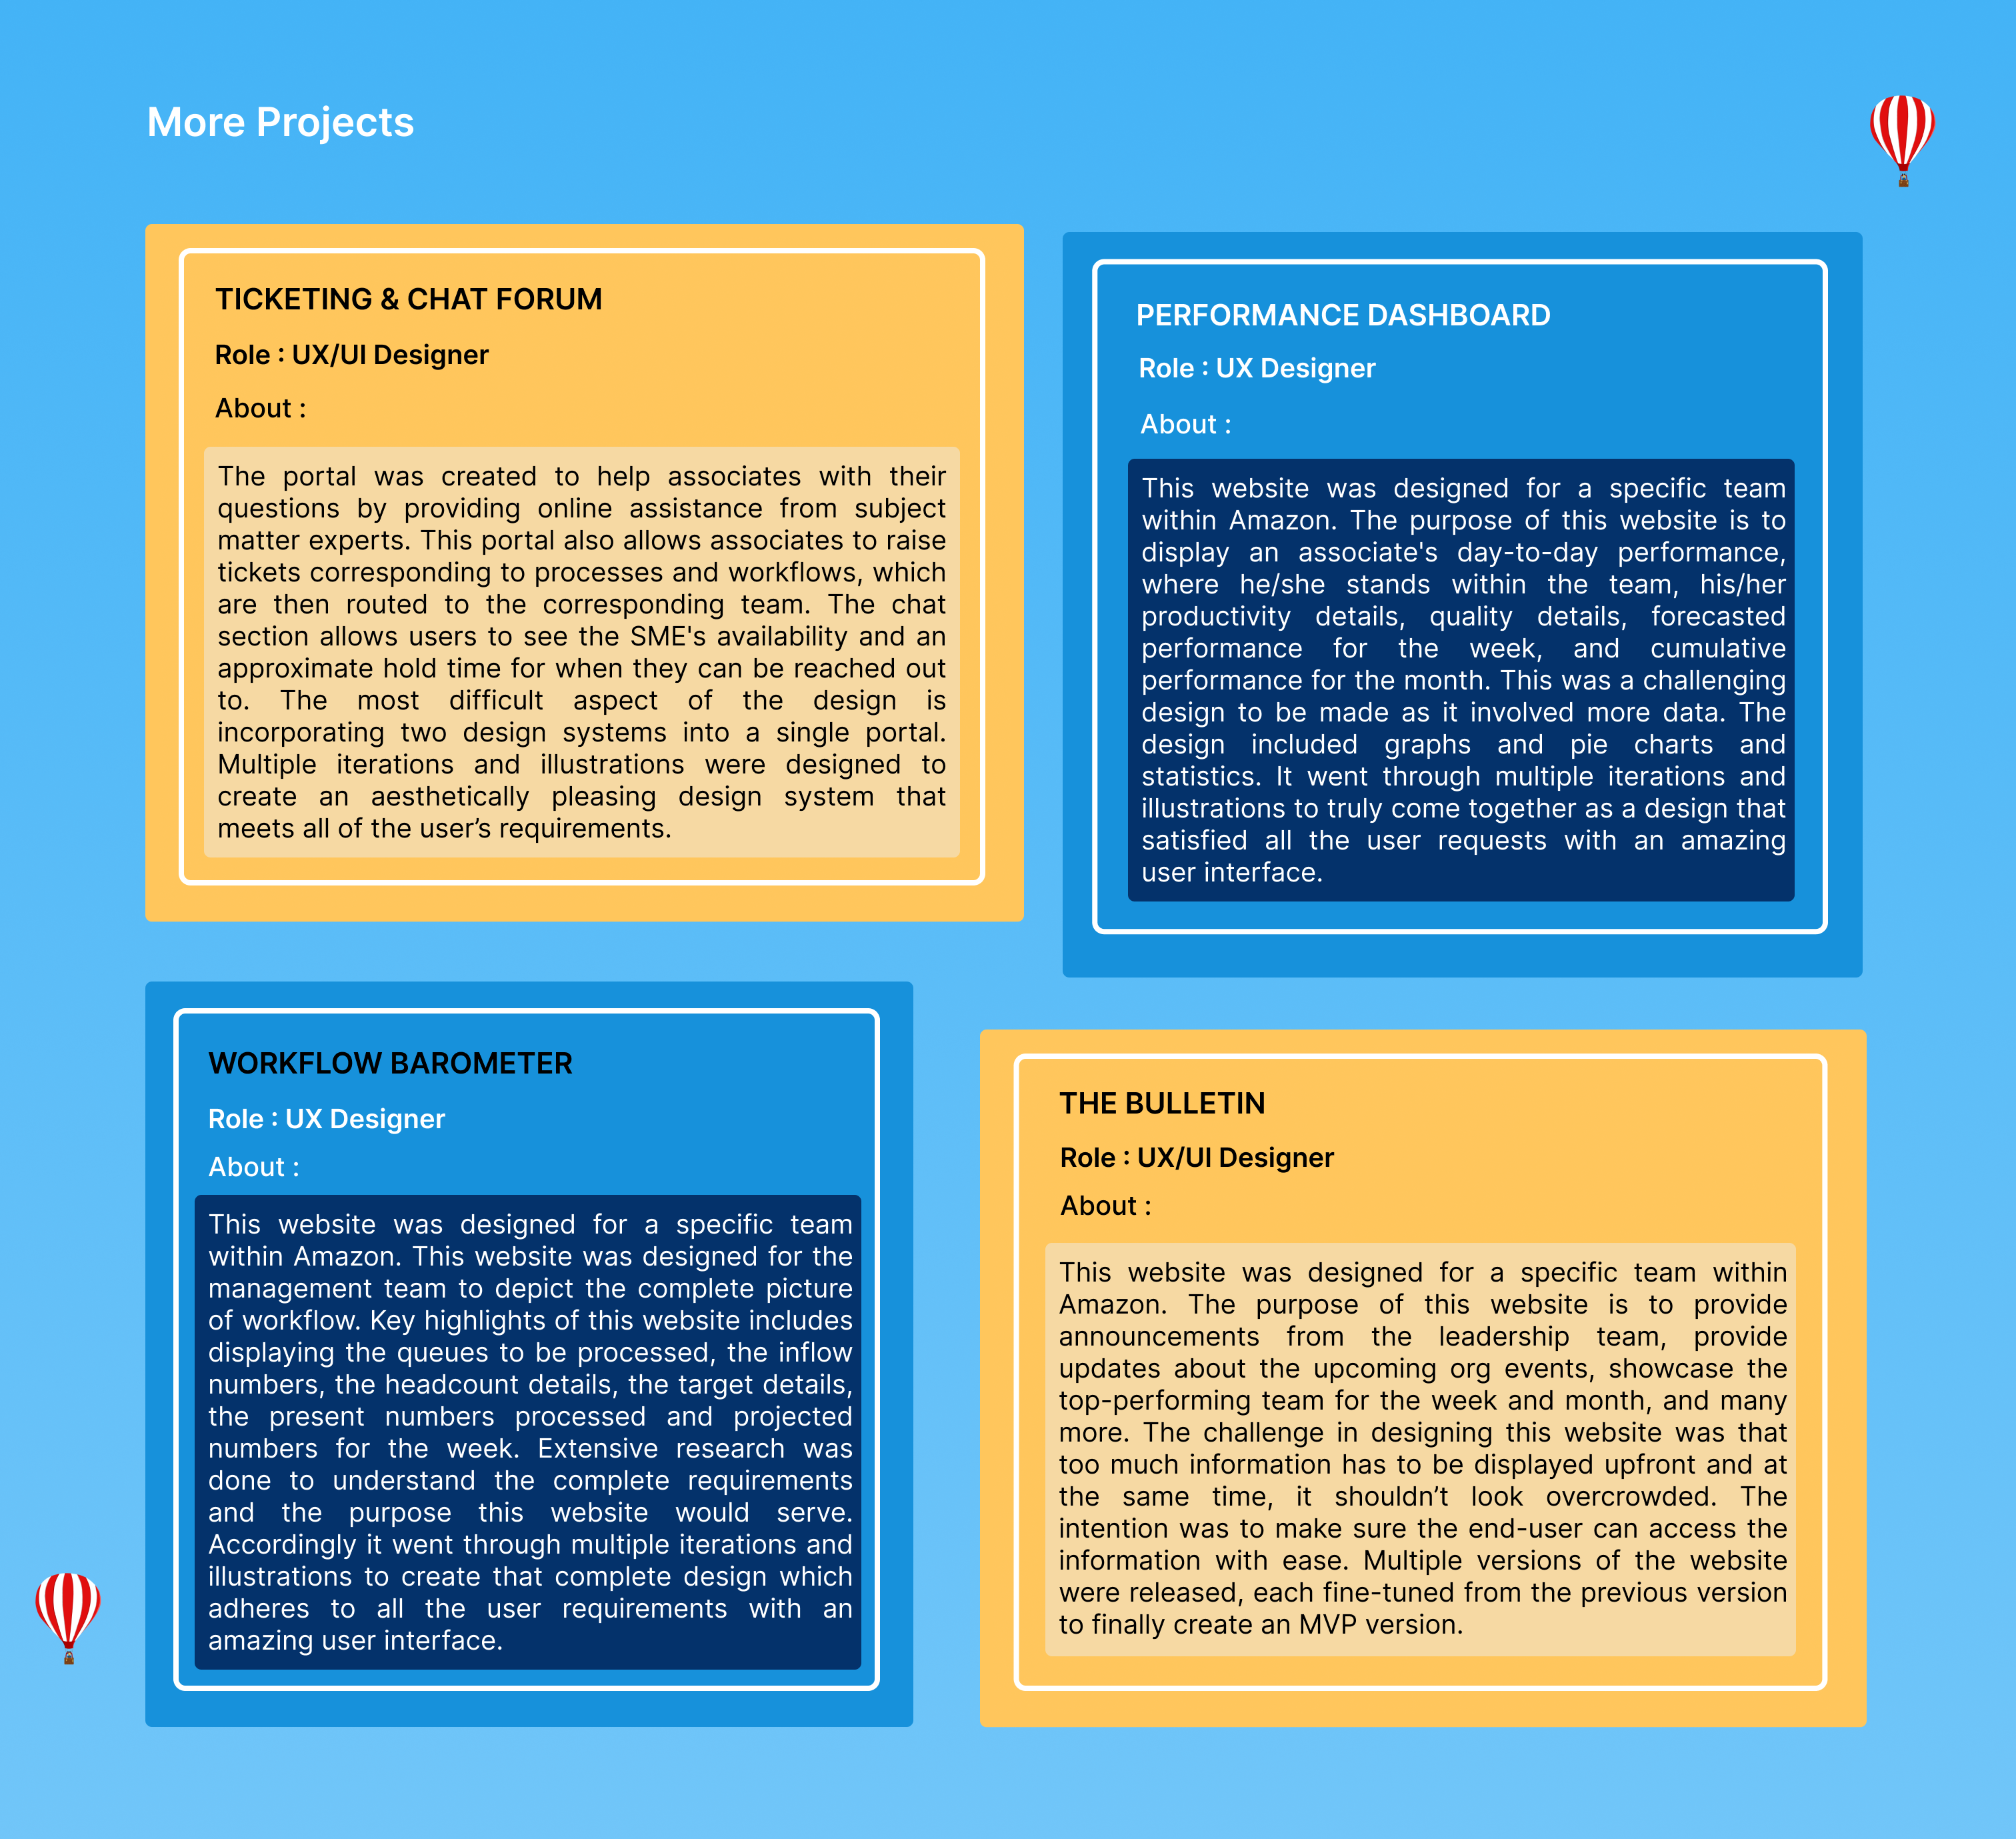 More Projects
TICKETING & CHAT FORUM
Role : UX/UI Designer
About :
The portal was created to help associates with their
questions by providing online assistance from subject
matter experts. This portal also allows associates to raise
tickets corresponding to processes and workflows, which
are then routed to the corresponding team. The chat
section allows users to see the SME's availability and an
approximate hold time for when they can be reached out
to. The most difficult aspect of the design is
incorporating two design systems into a single portal.
Multiple iterations and illustrations were designed to
create an aesthetically pleasing design system that
meets all of the user’s requirements.
PERFORMANCE DASHBOARD
Role : UX Designer
About :
This website was designed for a specific team
within Amazon. The purpose of this website is to
display an associate's day-to-day performance,
where he/she stands within the team, his/her
productivity details, quality details, forecasted
performance for the week, and cumulative
performance for the month. This was a challenging
design to be made as it involved more data. The
design included graphs and pie charts and
statistics. It went through multiple iterations and
illustrations to truly come together as a design that
satisfied all the user requests with an amazing
user interface.
WORKFLOW BAROMETER
Role : UX Designer
About :
This website was designed for a specific team
within Amazon. This website was designed for the
management team to depict the complete picture
of workflow. Key highlights of this website includes
displaying the queues to be processed, the inflow
numbers, the headcount details, the target details,
the present numbers processed and projected
numbers for the week. Extensive research was
done to understand the complete requirements
and the purpose this website would serve.
Accordingly it went through multiple iterations and
illustrations to create that complete design which
adheres to all the user requirements with an
amazing user interface.
THE BULLETIN
Role : UX/UI Designer
About :
This website was designed for a specific team within
Amazon. The purpose of this website is to provide
announcements from the leadership team, provide
updates about the upcoming org events, showcase the
top-performing team for the week and month, and many
more. The challenge in designing this website was that
too much information has to be displayed upfront and at
the same time, it shouldn’t look overcrowded. The
intention was to make sure the end-user can access the
information with ease. Multiple versions of the website
were released, each fine-tuned from the previous version
to finally create an MVP version.